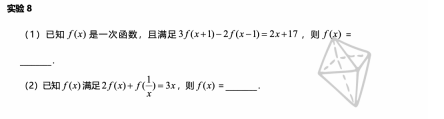 实验 8
（1）已知 f(x) 是一次函数，且满足 3f(x+1)−2f(x−1)=2x+17，则 f(x) =
______.
（2）已知 f(x) 满足 2f(x)+f(1/x)=3x，则 f(x) =______.